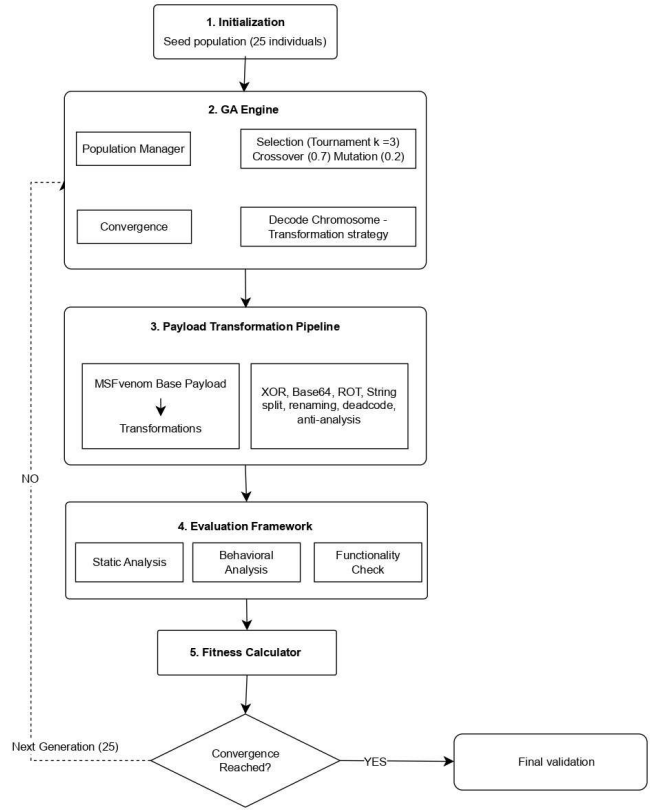 1. Initialization
Seed population (25 individuals)
2. GA Engine
Population Manager
Selection (Tournament k =3)
Crossover (0.7) Mutation (0.2)
Convergence
Decode Chromosome -
Transformation strategy
3. Payload Transformation Pipeline
MSFvenom Base Payload
Transformations
XOR, Base64, ROT, String
split, renaming, deadcode,
anti-analysis
NO
4. Evaluation Framework
Static Analysis
Behavioral
Analysis
Functionality
Check
5. Fitness Calculator
Next Generation (25)
Convergence
Reached?
YES
Final validation